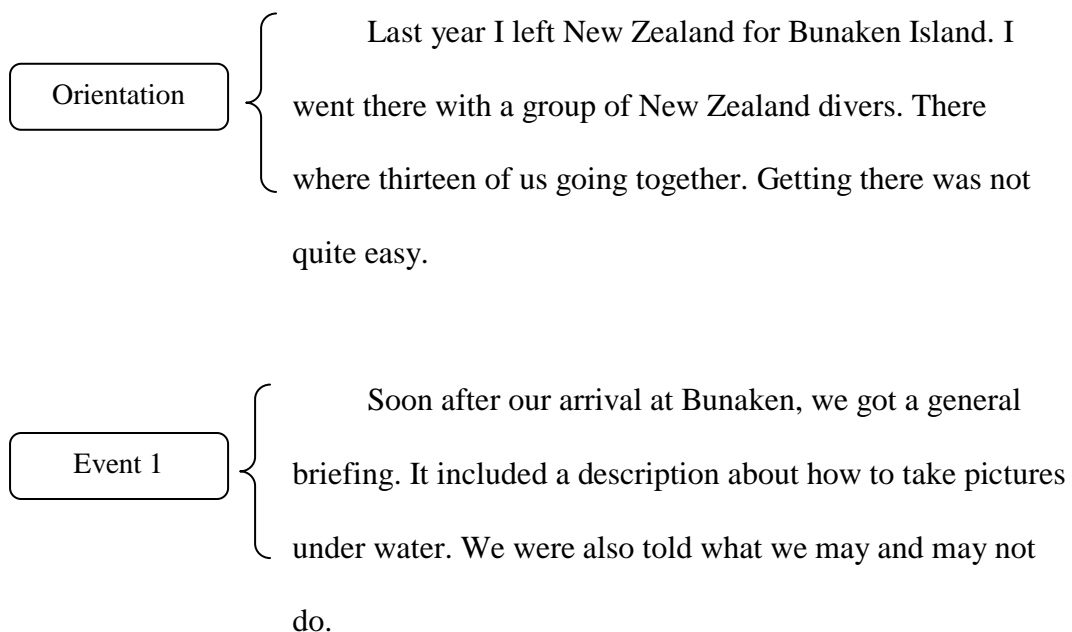 Orientation
Last year I left New Zealand for Bunaken Island. I
went there with a group of New Zealand divers. There
where thirteen of us going together. Getting there was not
quite easy.
Event 1
Soon after our arrival at Bunaken, we got a general
briefing. It included a description about how to take pictures
under water. We were also told what we may and may not
do.